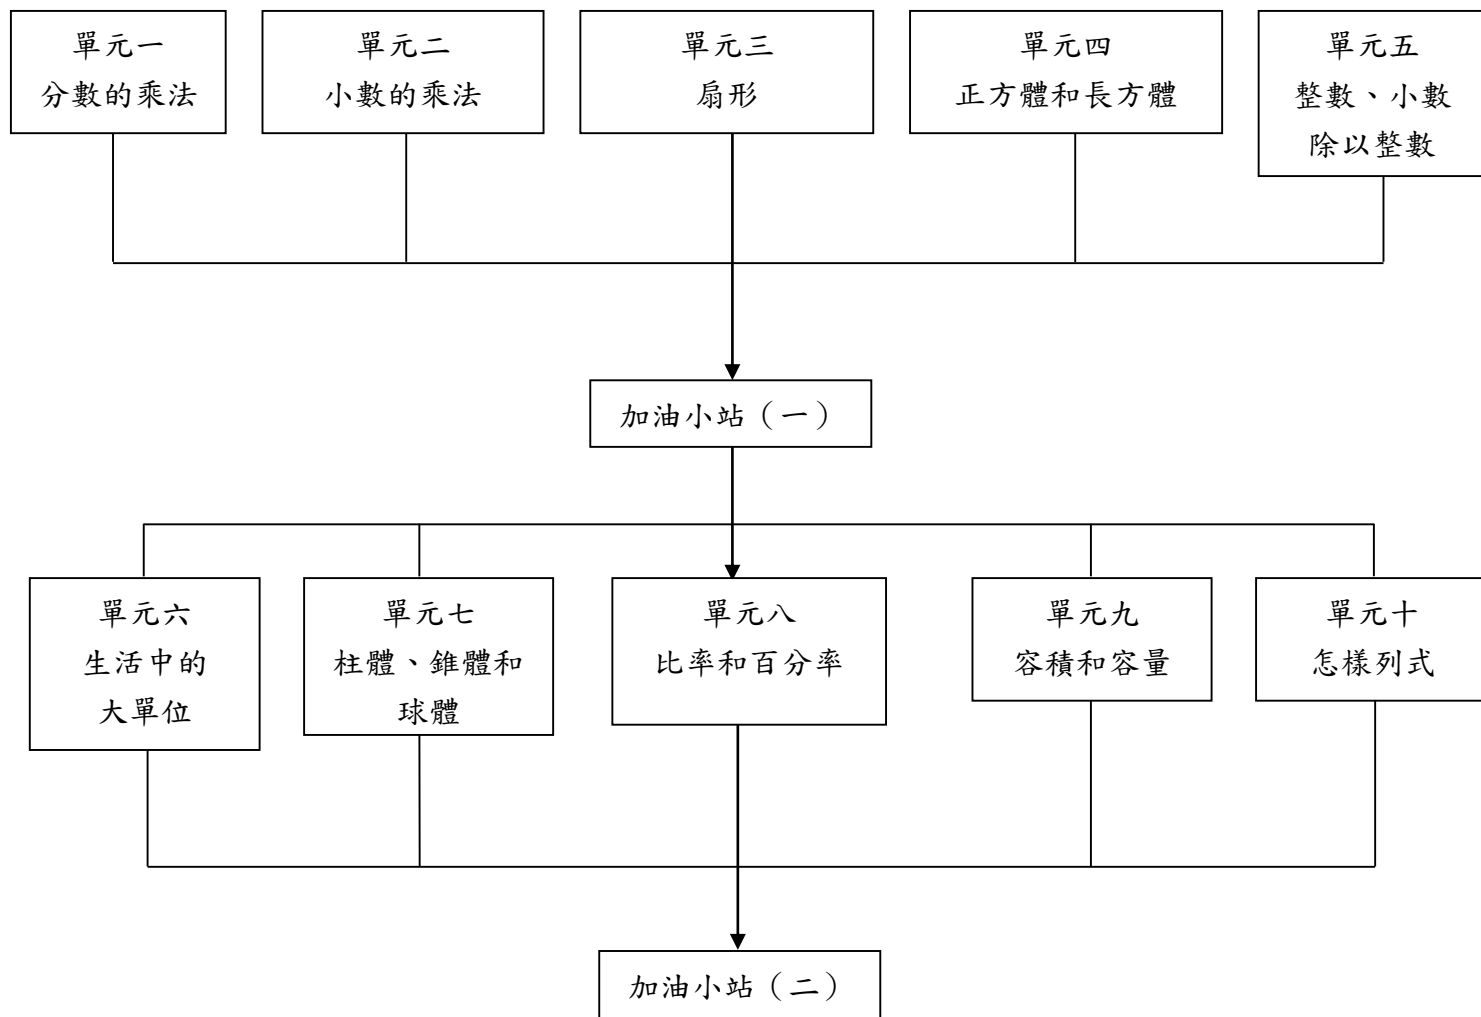 單元一
分數的乘法
單元二
小數的乘法
單元三
扇形
單元四
正方體和長方體
單元五
整數、小數
除以整數
加油小站（一）
單元六
生活中的
大單位
單元七
柱體、錐體和
球體
單元八
比率和百分率
單元九
容積和容量
單元十
怎樣列式
加油小站（二）